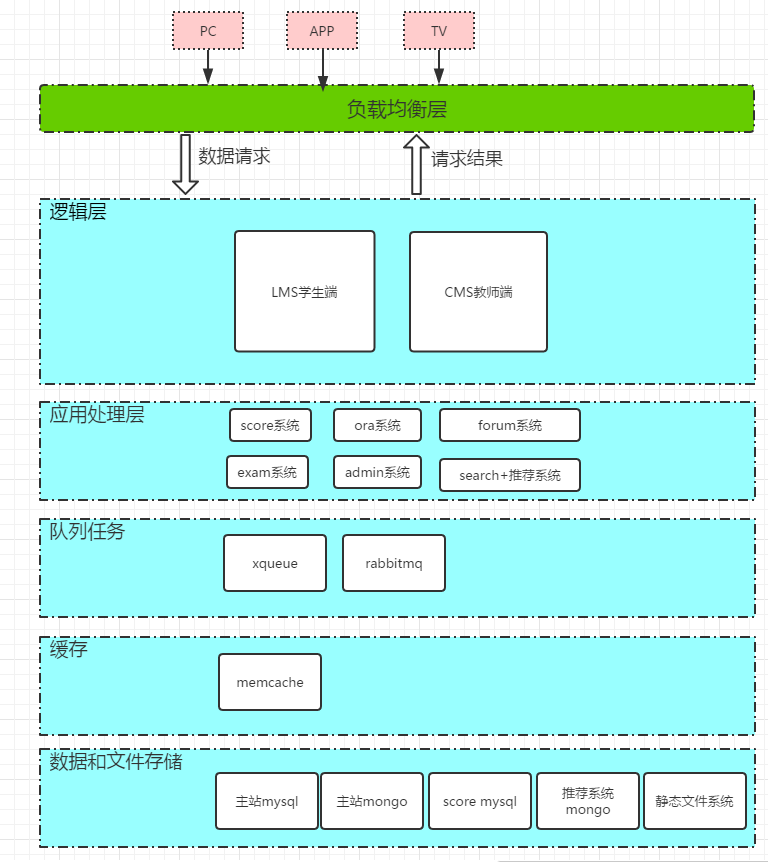 PC
APP
TV
负载均衡层
数据请求
请求结果
逻辑层
LMS学生端
CMS教师端
应用处理层
score系统
ora系统
forum系统
exam系统
admin系统
search+推荐系统
队列任务
xqueue
rabbitmq
缓存
memcache
数据和文件存储
主站mysql
主站mongo
score mysql
推荐系统
mongo
静态文件系统